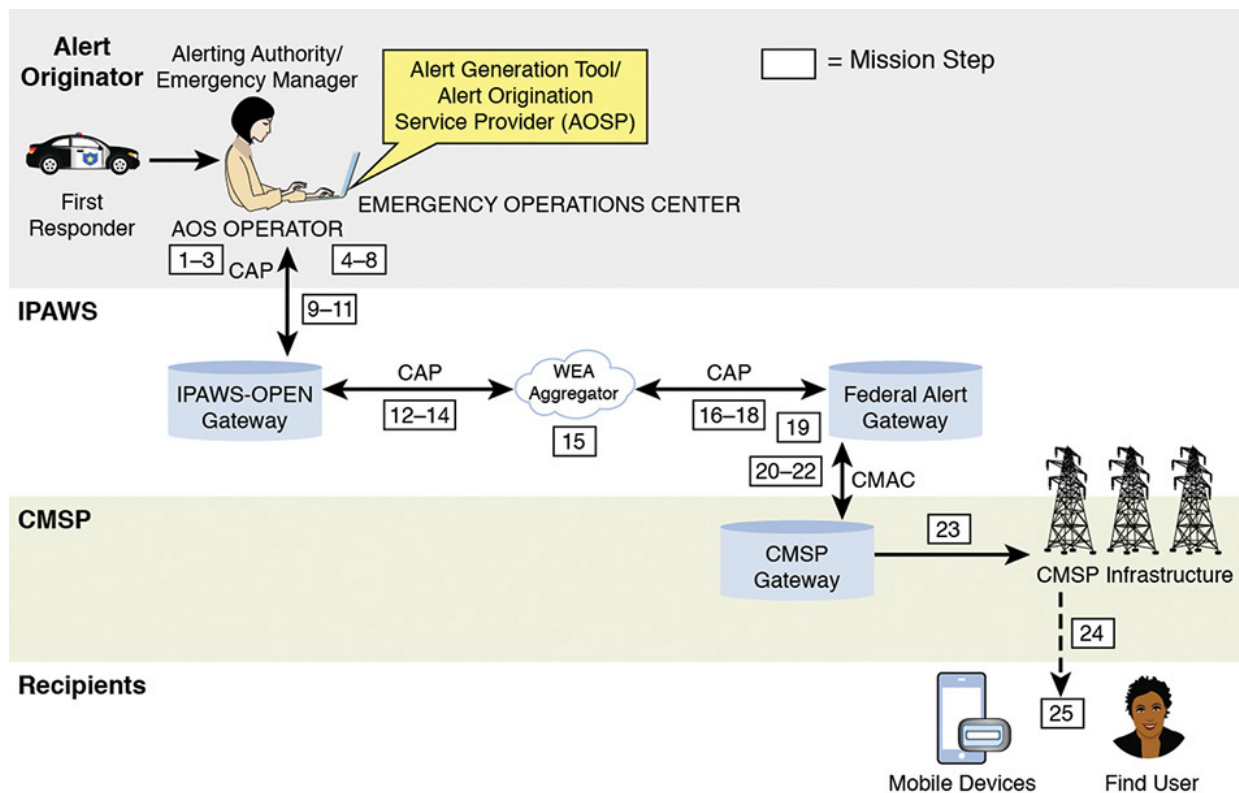 Alert
Originator
Alerting Authority/
Emergency Manager
Alert Generation Tool/
Alert Origination
Service Provider (AOSP)
= Mission Step
First
Responder
EMERGENCY OPERATIONS CENTER
AOS OPERATOR
1–3
CAP
4–8
9–11
IPAWS
IPAWS-OPEN
Gateway
CAP
12–14
WEA
Aggregator
15
CAP
16–18
19
Federal Alert
Gateway
20–22
CMAC
CMSP
CMSP
Gateway
23
CMSP Infrastructure
24
Recipients
25
Mobile Devices
Find User